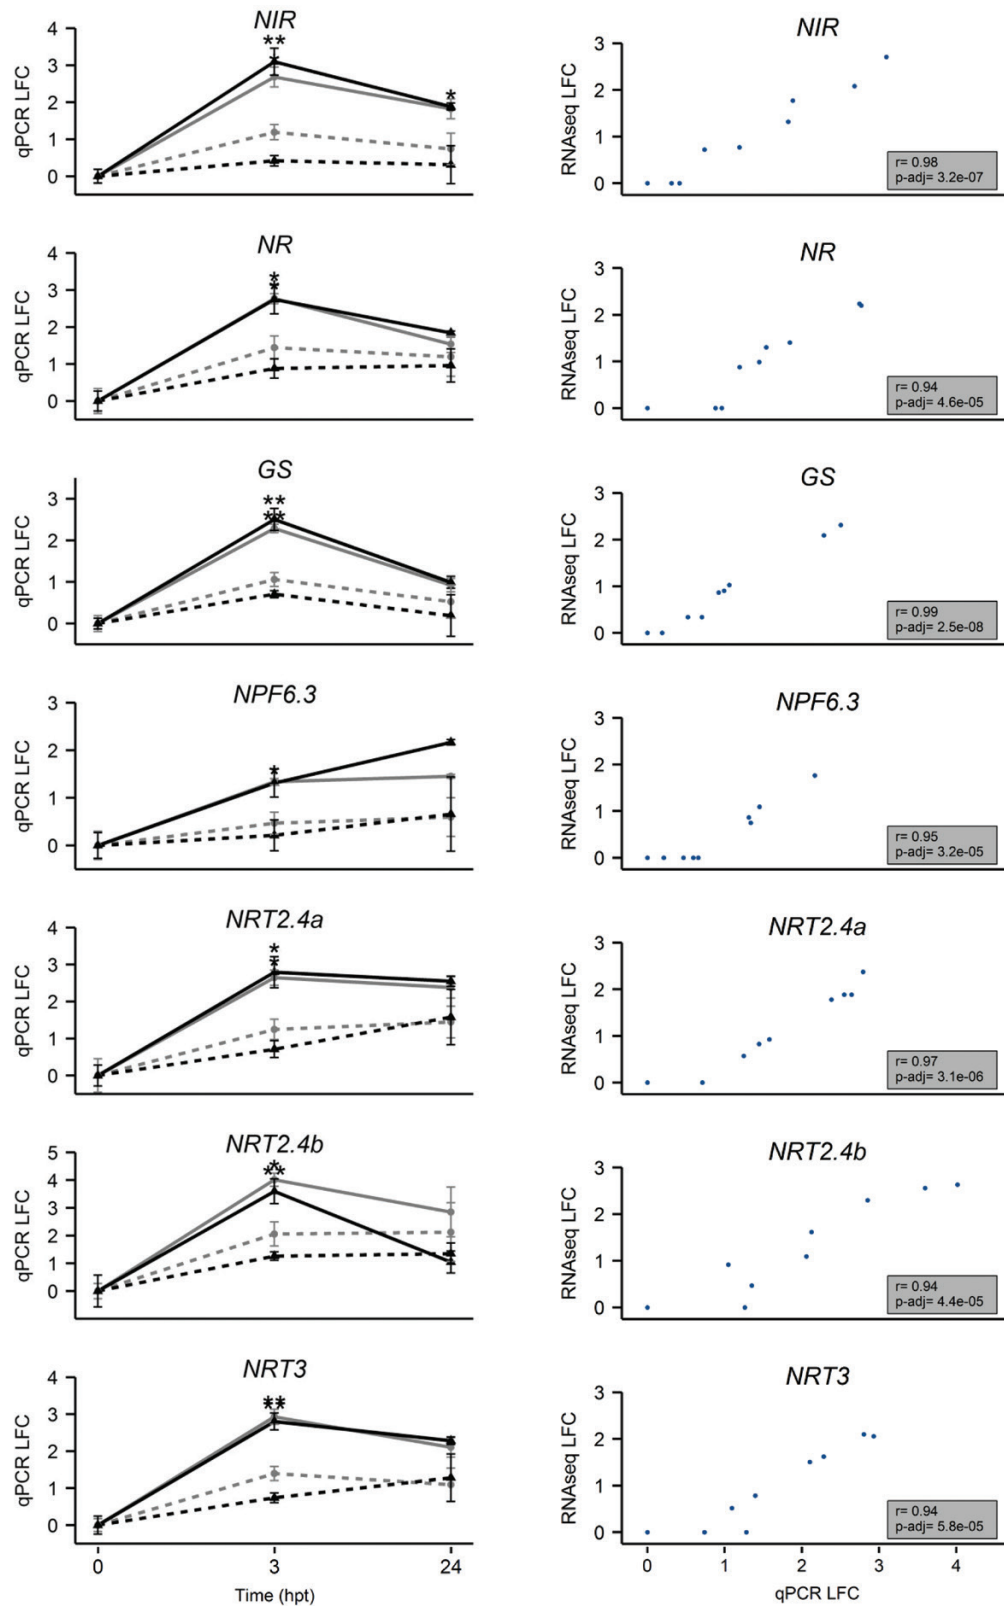 NIR
**
*
*
4
3
2
1
0
qPCR LFC
NIR
3
2
1
0
RNAseq LFC
r= 0.98
p-adj= 3.2e-07
NR
*
*
4
3
2
1
0
qPCR LFC
NR
3
2
1
0
RNAseq LFC
r= 0.94
p-adj= 4.6e-05
GS
**
**
3
2
1
0
qPCR LFC
GS
3
2
1
0
RNAseq LFC
r= 0.99
p-adj= 2.5e-08
NPF6.3
*
3
2
1
0
qPCR LFC
NPF6.3
3
2
1
0
RNAseq LFC
r= 0.95
p-adj= 3.2e-05
NRT2.4a
*
*
4
3
2
1
0
qPCR LFC
NRT2.4a
3
2
1
0
RNAseq LFC
r= 0.97
p-adj= 3.1e-06
NRT2.4b
*
**
5
4
3
2
1
0
qPCR LFC
NRT2.4b
3
2
1
0
RNAseq LFC
r= 0.94
p-adj= 4.4e-05
NRT3
**
**
4
3
2
1
0
qPCR LFC
0 3 24
Time (hpt)
NRT3
3
2
1
0
RNAseq LFC
r= 0.94
p-adj= 5.8e-05
0 1 2 3 4
qPCR LFC